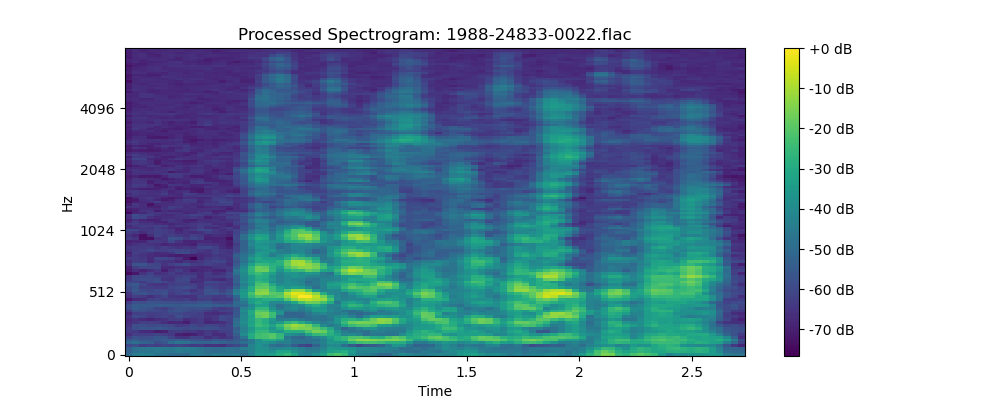 Processed Spectrogram: 1988-24833-0022.flac
Hz
4096
2048
1024
512
0
0
0.5
1
1.5
2
2.5
Time
+0 dB
-10 dB
-20 dB
-30 dB
-40 dB
-50 dB
-60 dB
-70 dB